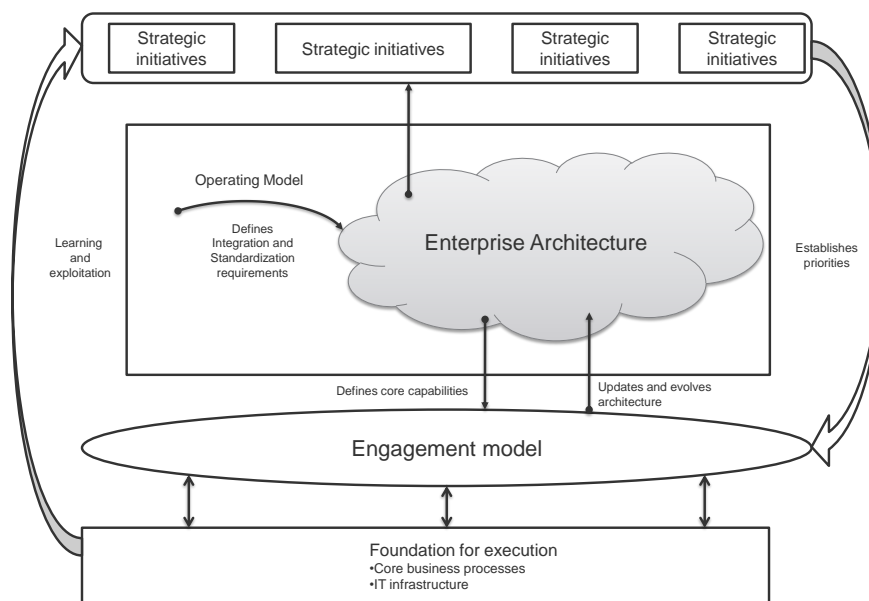 Strategic
initiatives
Strategic initiatives
Strategic
initiatives
Strategic
initiatives
Operating Model
Defines
Integration and
Standardization
requirements
Enterprise Architecture
Learning
and
exploitation
Establishes
priorities
Defines core capabilities
Updates and evolves
architecture
Engagement model
Foundation for execution
•Core business processes
•IT infrastructure